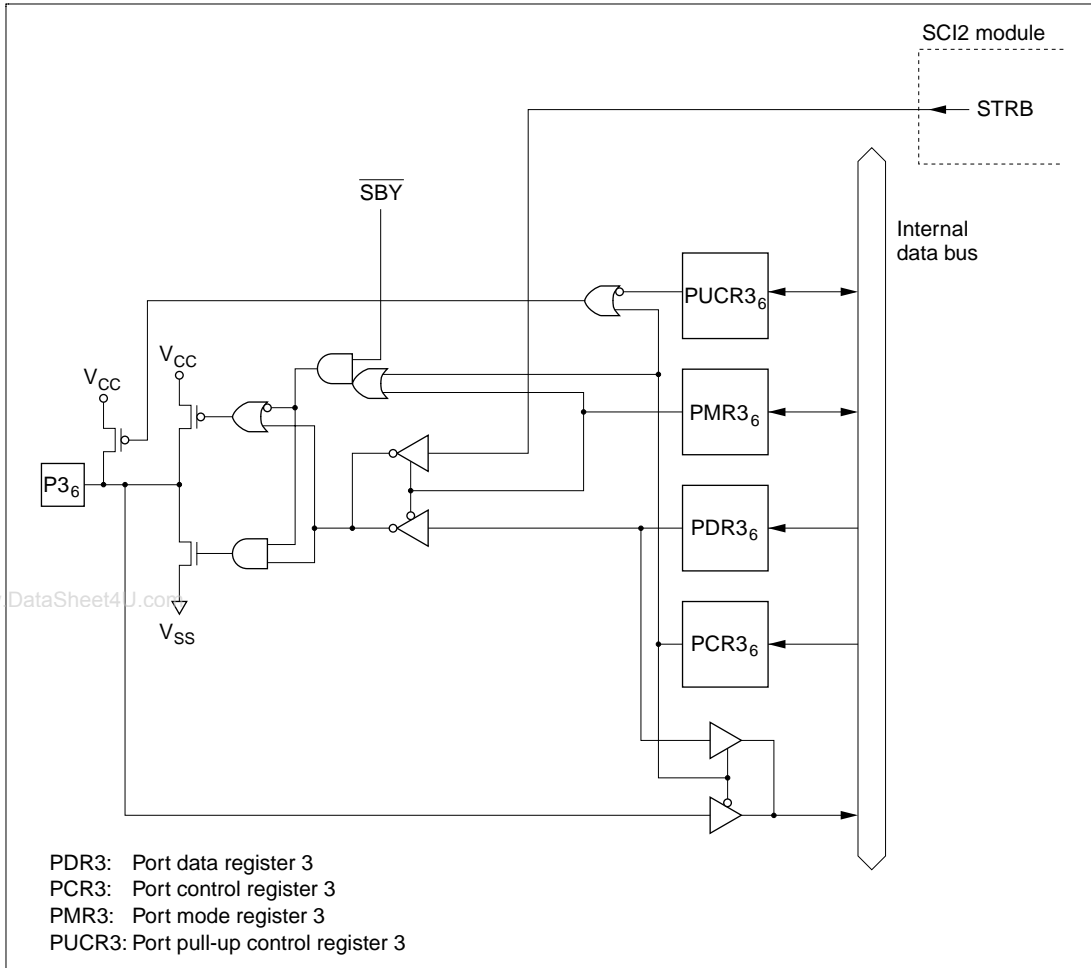 SCI2 module
STRB
SBY
Internal
data bus
PUCR3₆
V_CC
V_CC
PMR3₆
P3₆
PDR3₆
.DataSheet4U.com
V_SS
PCR3₆
PDR3: Port data register 3
PCR3: Port control register 3
PMR3: Port mode register 3
PUCR3: Port pull-up control register 3